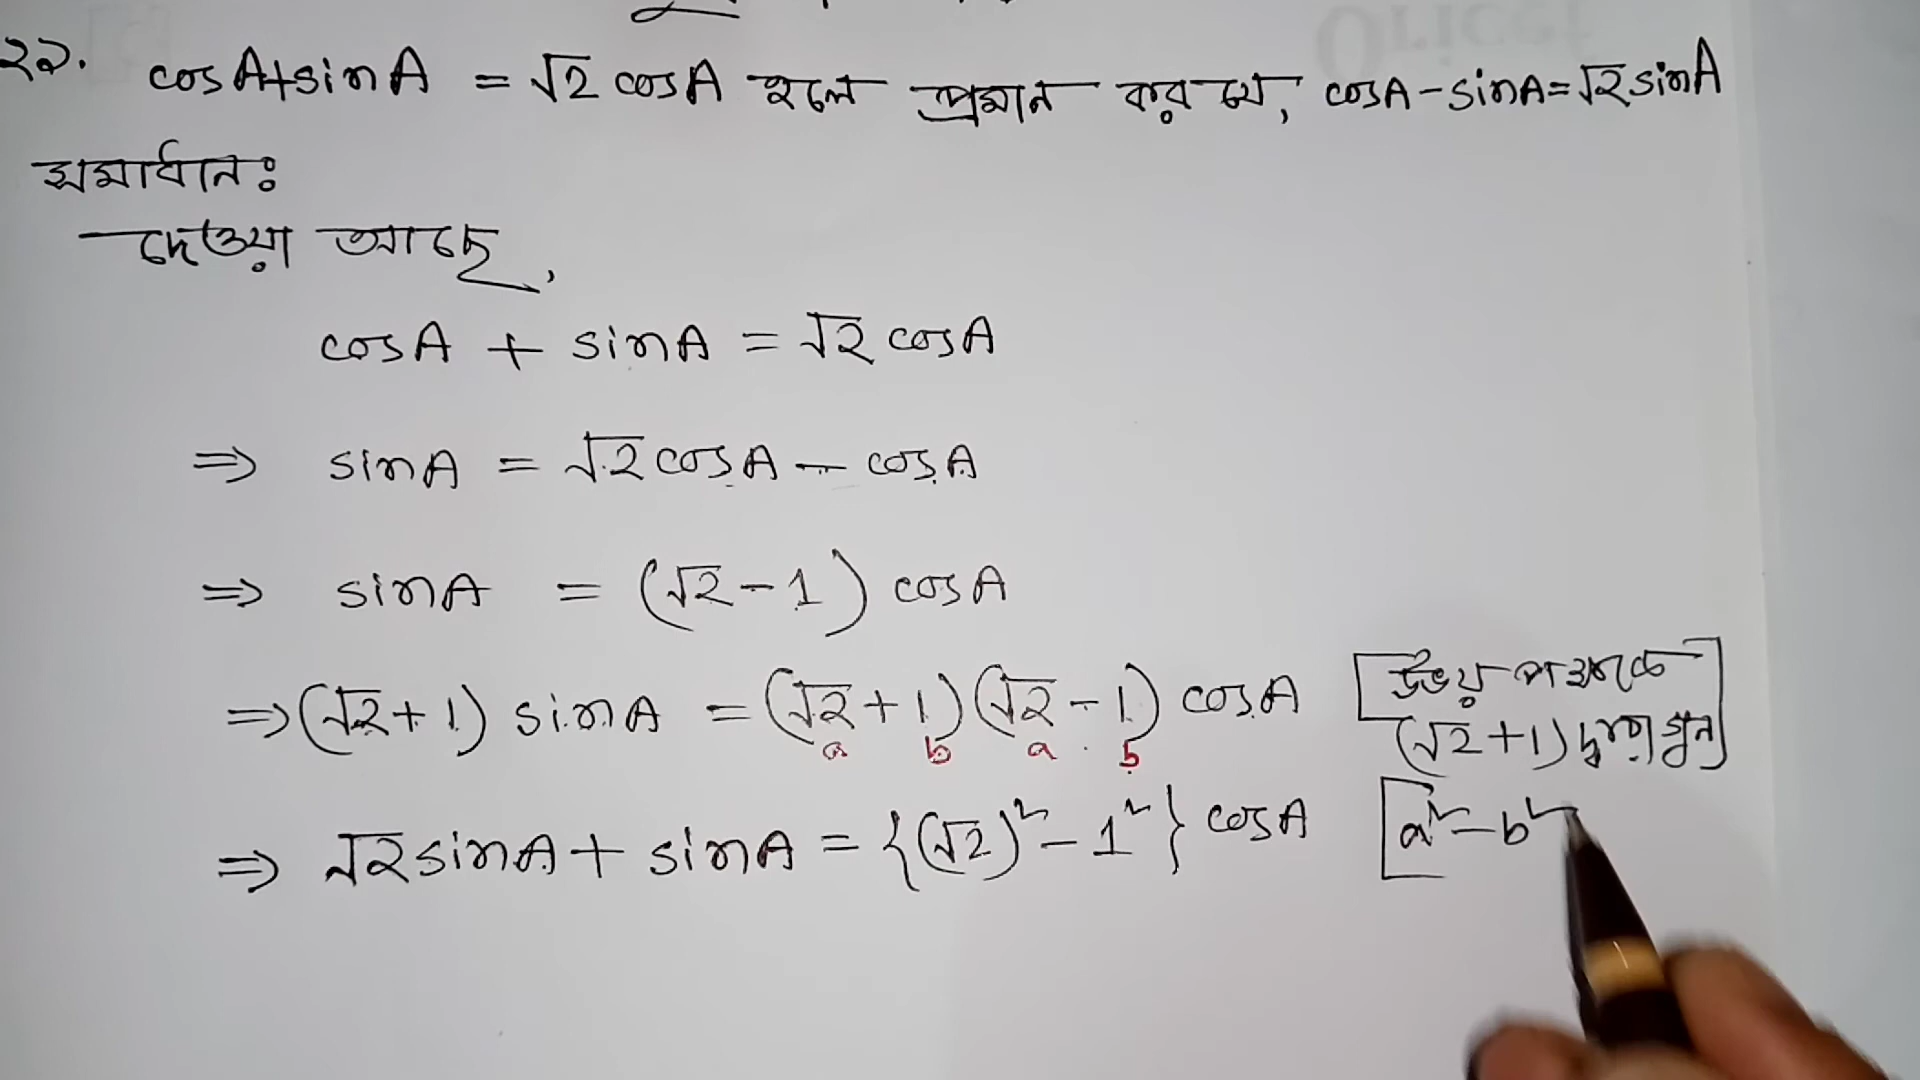 ২২. cosA+sinA = √2 cosA হলে প্রমান কর যে, cosA-sinA=√2 sinA
সমাধানঃ
দেওয়া আছে,
cosA + sinA = √2 cosA
⇒ sinA = √2 cosA - cosA
⇒ sinA = (√2-1) cosA
⇒ (√2+1) sinA = (√2+1)(√2-1) cosA [উভয় পক্ষকে
a b a b
(√2+1) দ্বারা গুন]
⇒ √2 sinA + sinA = {(√2)² - 1²} cosA [a² - b²